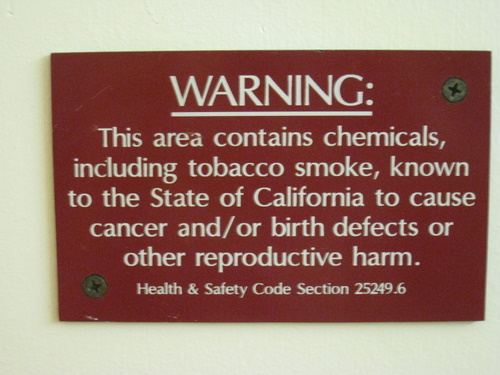 WARNING:
This area contains chemicals,
including tobacco smoke, known
to the State of California to cause
cancer and/or birth defects or
other reproductive harm.
Health & Safety Code Section 25249.6